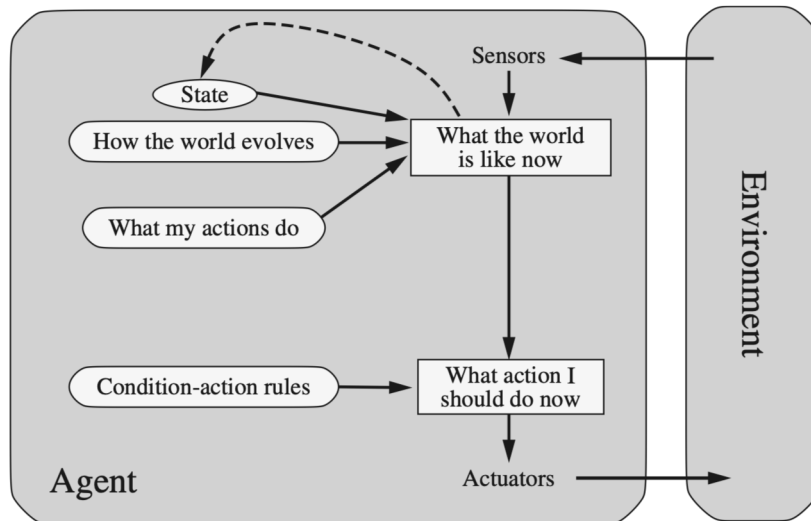 Sensors
State
How the world evolves
What the world
is like now
What my actions do
Condition-action rules
What action I
should do now
Agent
Actuators
Environment